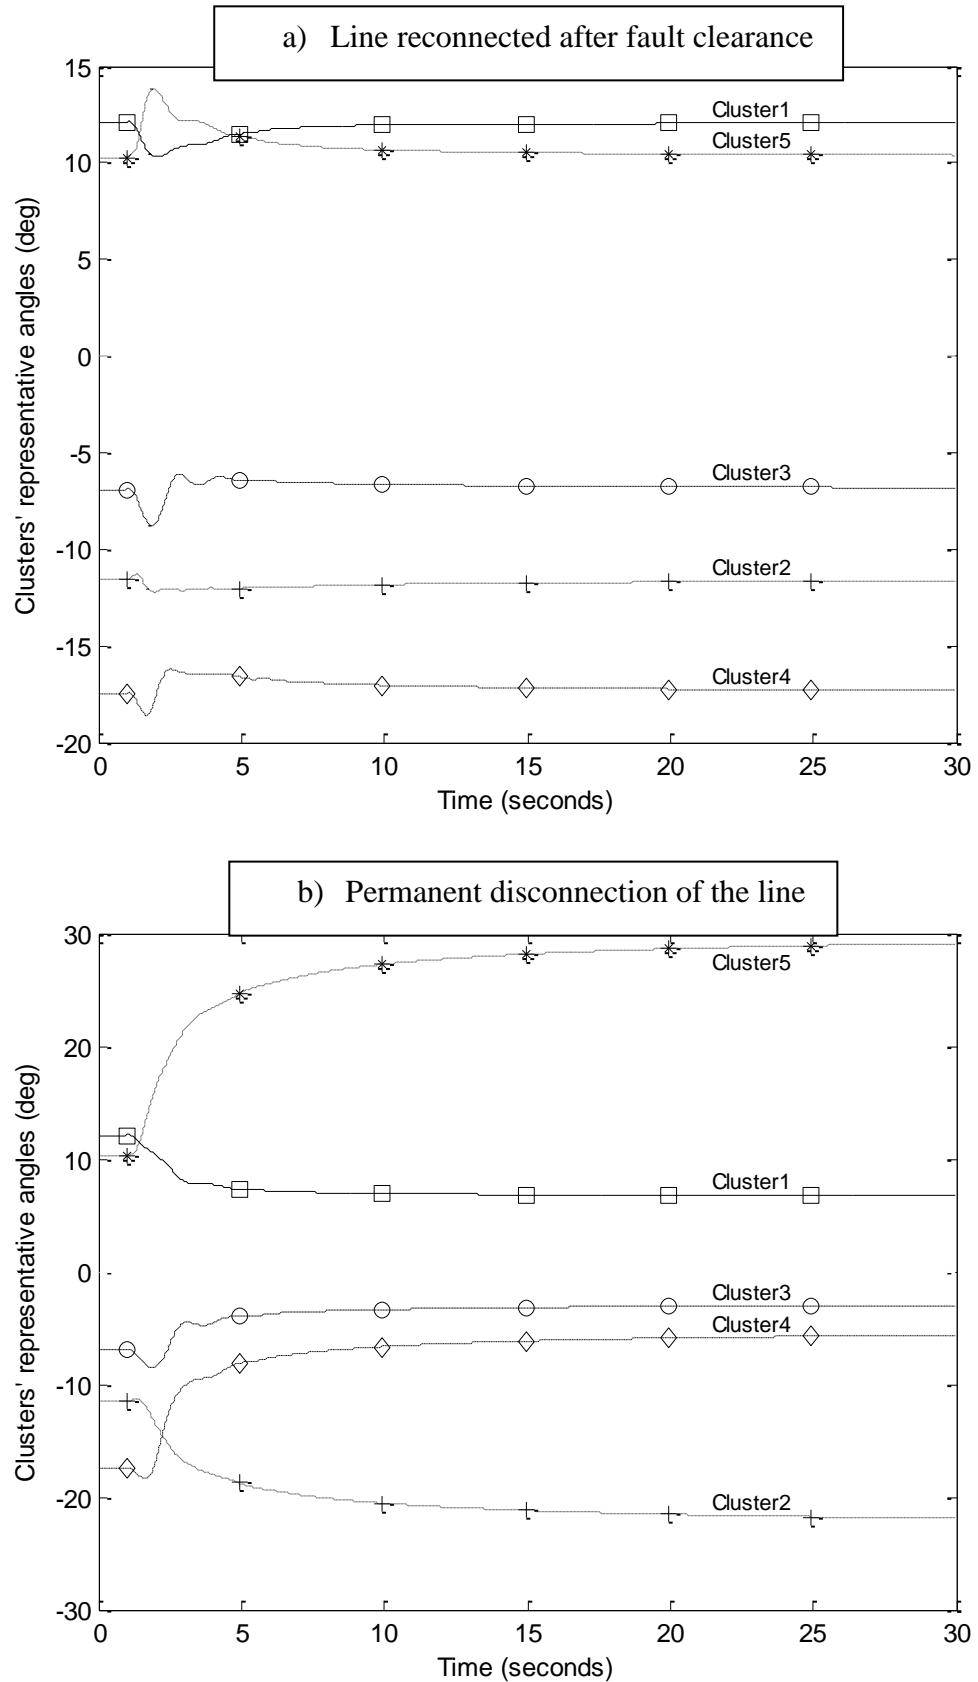 a) Line reconnected after fault clearance
15
10
5
0
-5
-10
-15
-20
Clusters' representative angles (deg)
Cluster1
Cluster5
Cluster3
Cluster2
Cluster4
0 5 10 15 20 25 30
Time (seconds)
b) Permanent disconnection of the line
30
20
10
0
-10
-20
-30
Clusters' representative angles (deg)
Cluster5
Cluster1
Cluster3
Cluster4
Cluster2
0 5 10 15 20 25 30
Time (seconds)